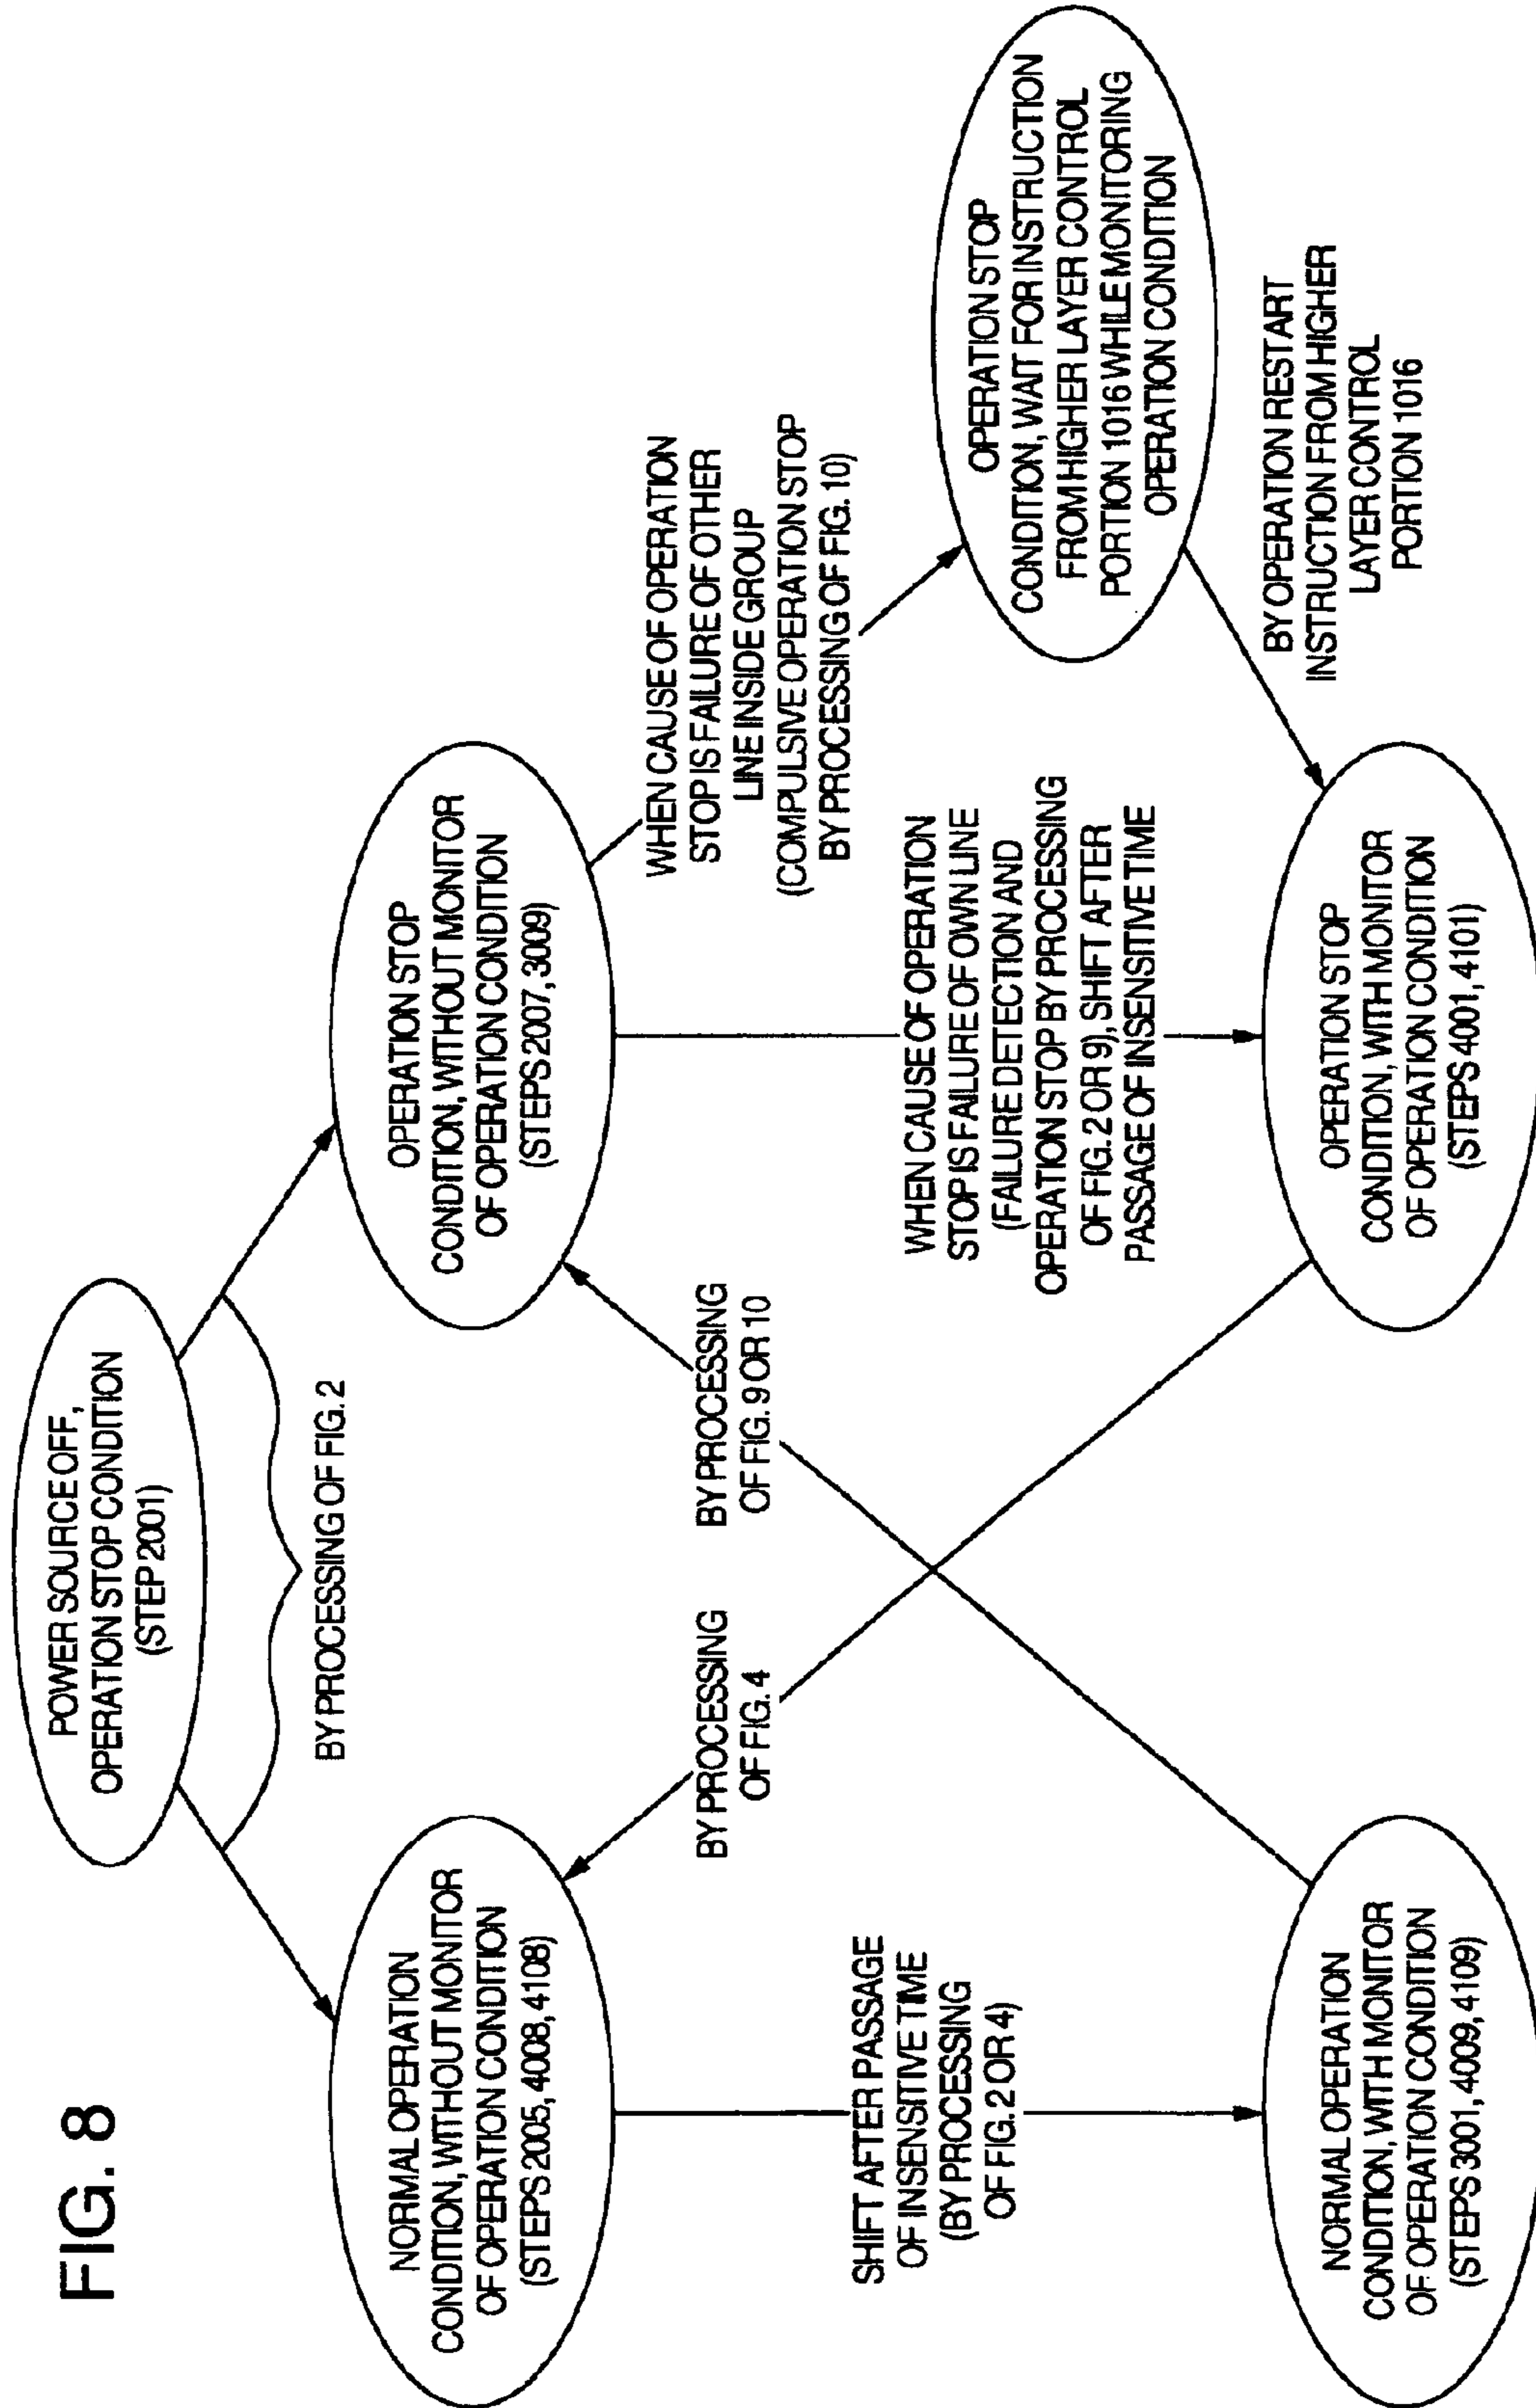 FIG. 8
POWER SOURCE OFF,
OPERATION STOP CONDITION
(STEP 2001)
BY PROCESSING OF FIG. 2
NORMAL OPERATION
CONDITION, WITHOUT MONITOR
OF OPERATION CONDITION
(STEPS 2005, 4008, 4108)
OPERATION STOP
CONDITION, WITHOUT MONITOR
OF OPERATION CONDITION
(STEPS 2007, 3009)
BY PROCESSING
OF FIG. 4
BY PROCESSING
OF FIG. 9 OR 10
WHEN CAUSE OF OPERATION
STOP IS FAILURE OF OTHER
LINE INSIDE GROUP
(COMPULSIVE OPERATION STOP
BY PROCESSING OF FIG. 10)
SHIFT AFTER PASSAGE
OF INSENSITIVE TIME
(BY PROCESSING
OF FIG. 2 OR 4)
WHEN CAUSE OF OPERATION
STOP IS FAILURE OF OWN LINE
(FAILURE DETECTION AND
OPERATION STOP BY PROCESSING
OF FIG. 2 OR 9), SHIFT AFTER
PASSAGE OF INSENSITIVE TIME
OPERATION STOP
CONDITION, WAIT FOR INSTRUCTION
FROM HIGHER LAYER CONTROL
PORTION 1016 WHILE MONITORING
OPERATION CONDITION
BY OPERATION RESTART
INSTRUCTION FROM HIGHER
LAYER CONTROL
PORTION 1016
NORMAL OPERATION
CONDITION, WITH MONITOR
OF OPERATION CONDITION
(STEPS 3001, 4009, 4109)
OPERATION STOP
CONDITION, WITH MONITOR
OF OPERATION CONDITION
(STEPS 4001, 4101)